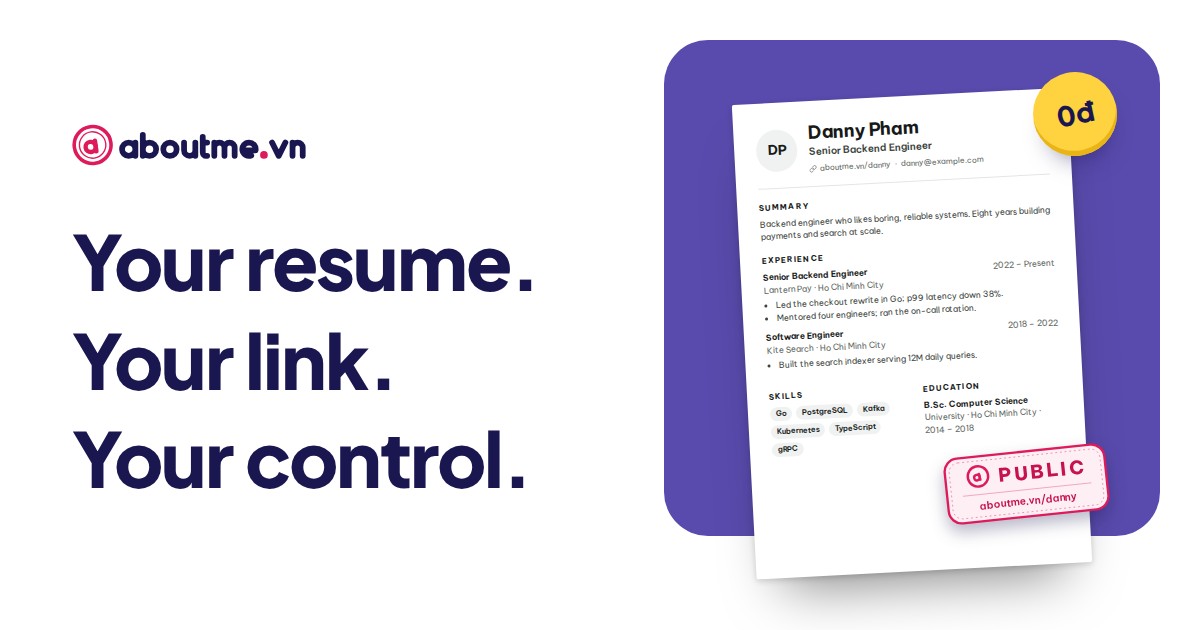 aboutme.vn
Your resume.
Your link.
Your control.
0đ
DP
Danny Pham
Senior Backend Engineer
aboutme.vn/danny · danny@example.com
SUMMARY
Backend engineer who likes boring, reliable systems. Eight years building
payments and search at scale.
EXPERIENCE
Senior Backend Engineer
2022 – Present
LanternPay · Ho Chi Minh City
• Led the checkout rewrite in Go; p99 latency down 38%.
• Mentored four engineers; ran the on-call rotation.
Software Engineer
2018 – 2022
Kite Search · Ho Chi Minh City
• Built the search indexer serving 12M daily queries.
SKILLS
Go PostgreSQL Kafka
Kubernetes TypeScript
gRPC
EDUCATION
B.Sc. Computer Science
University · Ho Chi Minh City ·
2014 – 2018
a PUBLIC
aboutme.vn/danny